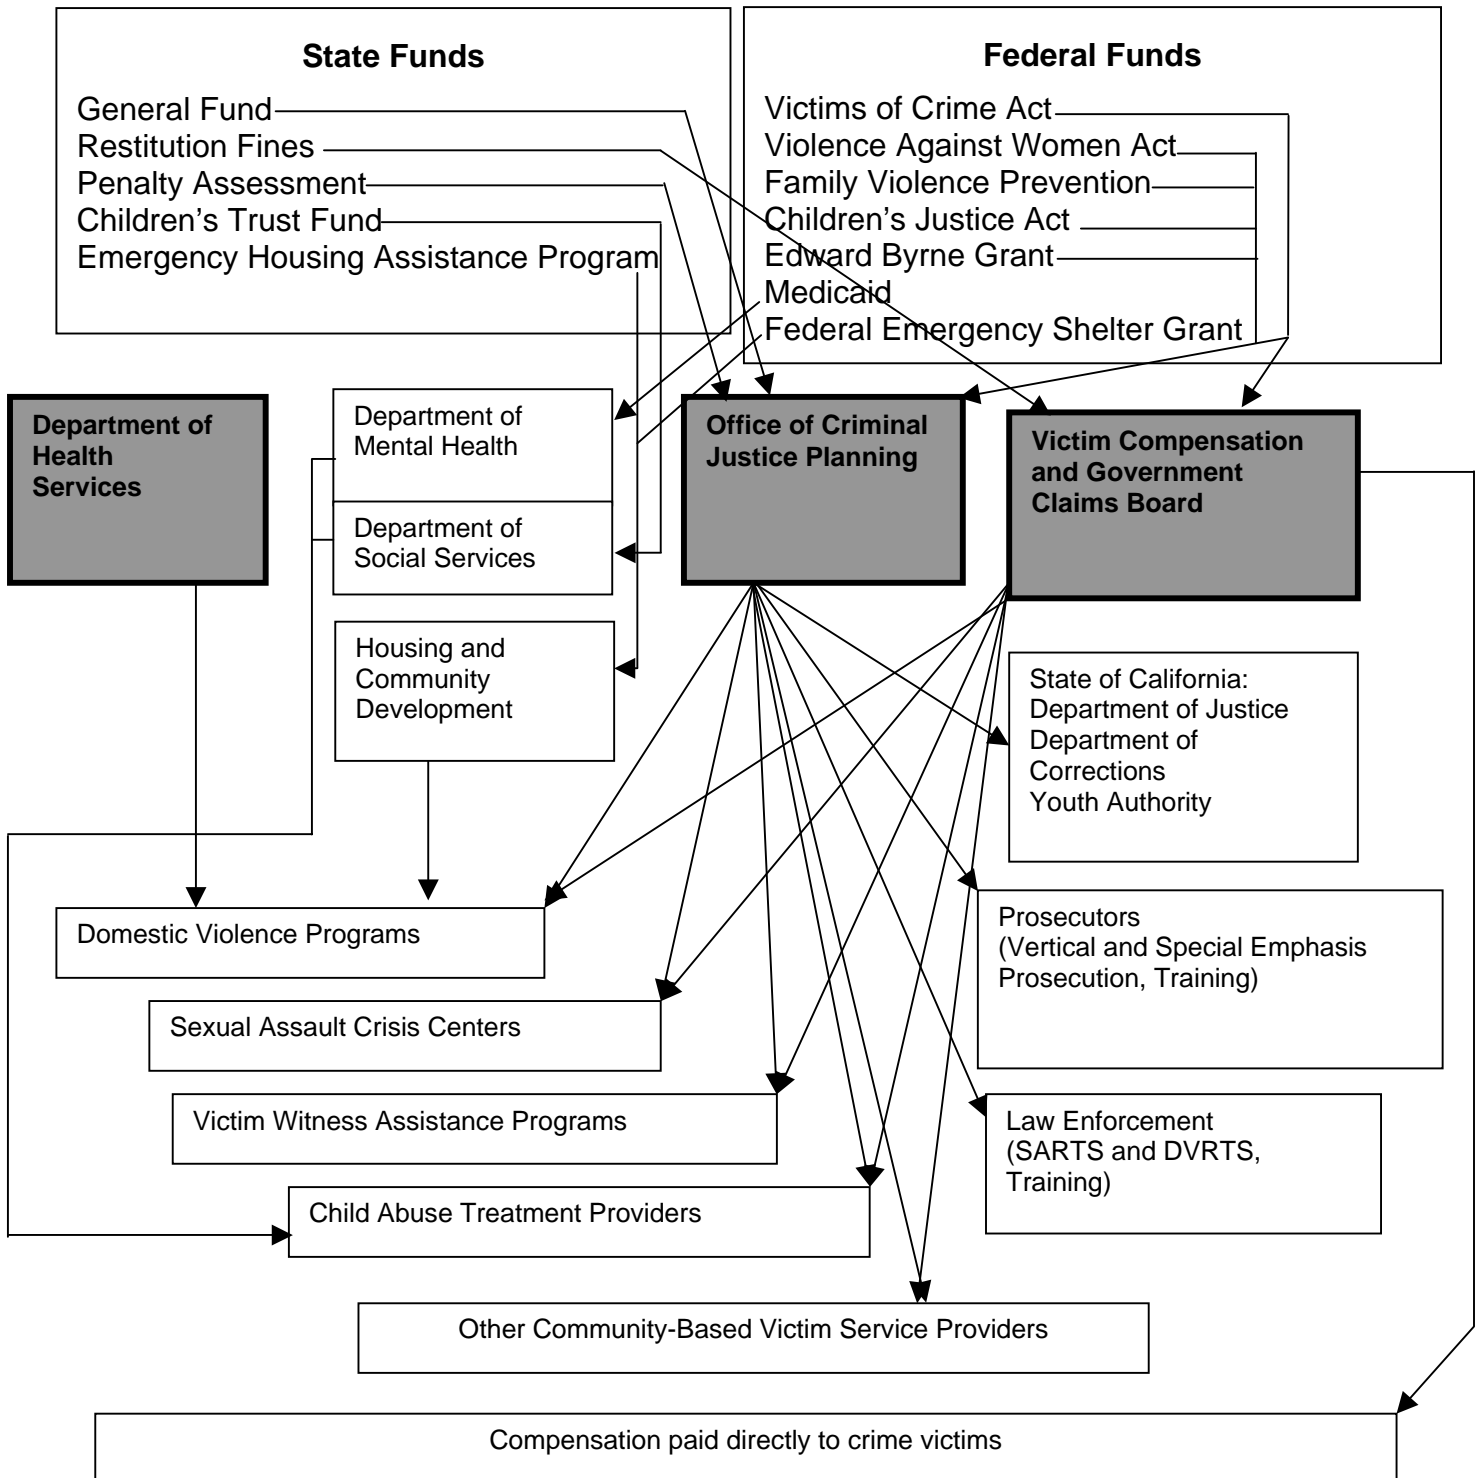 State Funds
General Fund
Restitution Fines
Penalty Assessment
Children’s Trust Fund
Emergency Housing Assistance Program
Federal Funds
Victims of Crime Act
Violence Against Women Act
Family Violence Prevention
Children’s Justice Act
Edward Byrne Grant
Medicaid
Federal Emergency Shelter Grant
Department of
Health
Services
Department of
Mental Health
Department of
Social Services
Housing and
Community
Development
Office of Criminal
Justice Planning
Victim Compensation
and Government
Claims Board
State of California:
Department of Justice
Department of
Corrections
Youth Authority
Domestic Violence Programs
Prosecutors
(Vertical and Special Emphasis
Prosecution, Training)
Sexual Assault Crisis Centers
Victim Witness Assistance Programs
Law Enforcement
(SARTS and DVRTS,
Training)
Child Abuse Treatment Providers
Other Community-Based Victim Service Providers
Compensation paid directly to crime victims